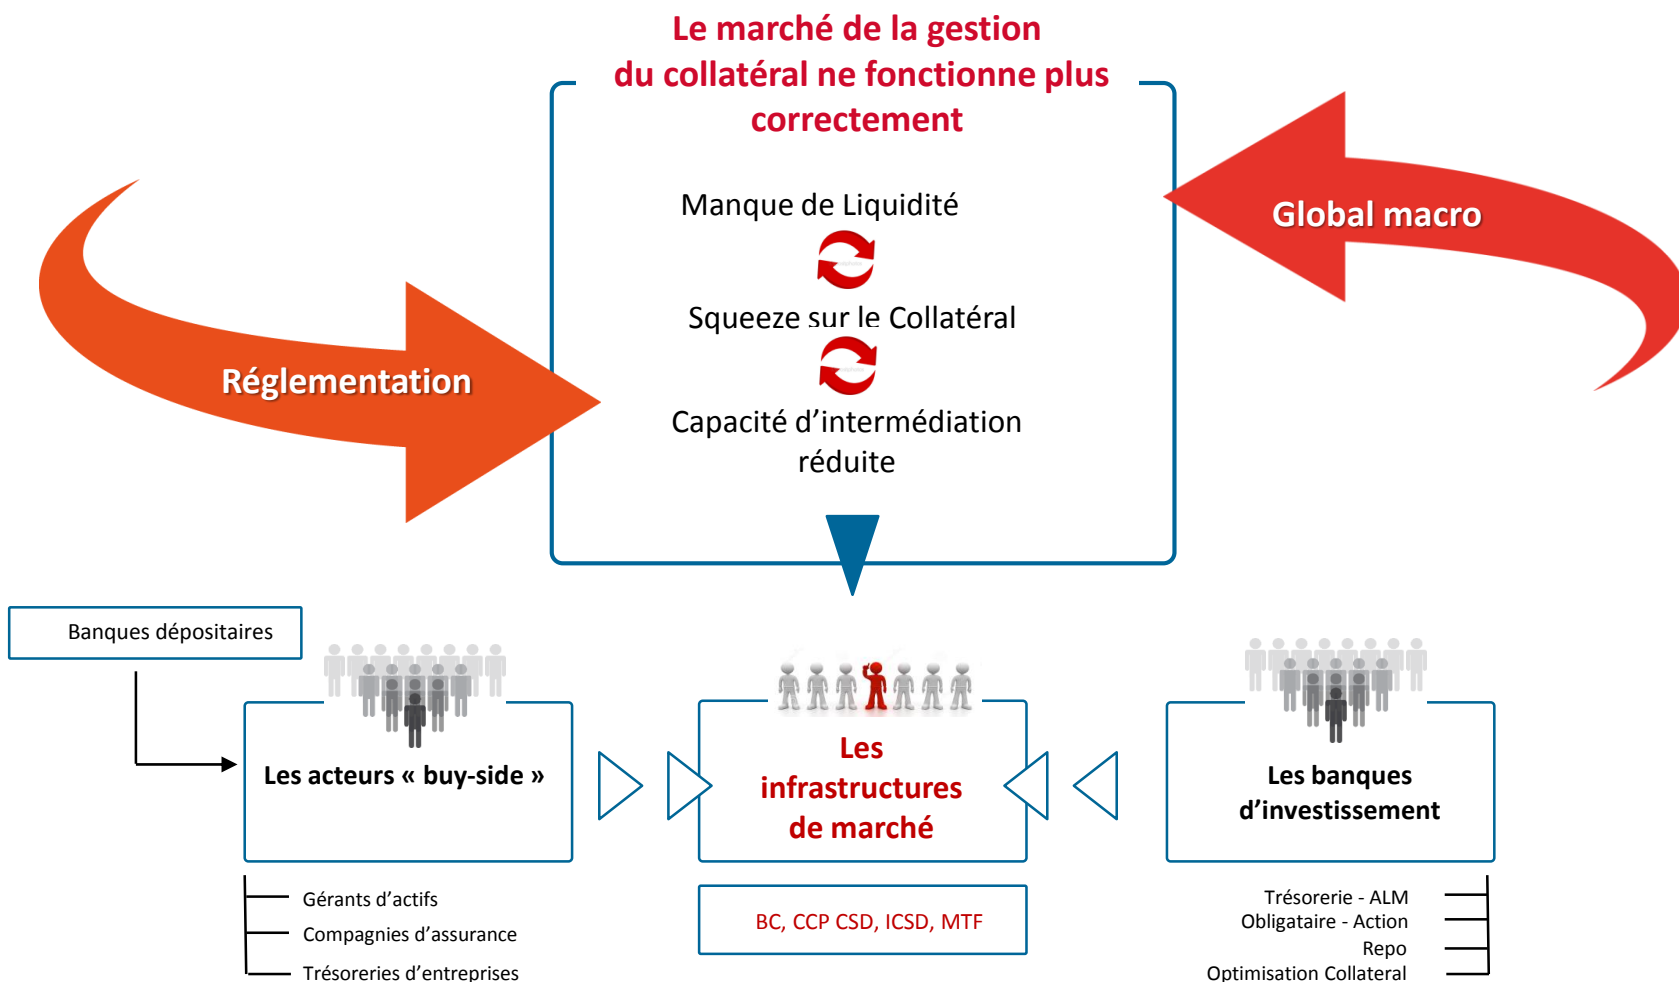 Le marché de la gestion
du collatéral ne fonctionne plus
correctement
Manque de Liquidité
Global macro
Squeeze sur le Collatéral
Réglementation
Capacité d’intermédiation
réduite
Banques dépositaires
Les acteurs « buy-side »
Gérants d’actifs
Compagnies d’assurance
Trésoreries d’entreprises
Les
infrastructures
de marché
BC, CCP CSD, ICSD, MTF
Les banques
d’investissement
Trésorerie - ALM
Obligataire - Action
Repo
Optimisation Collateral